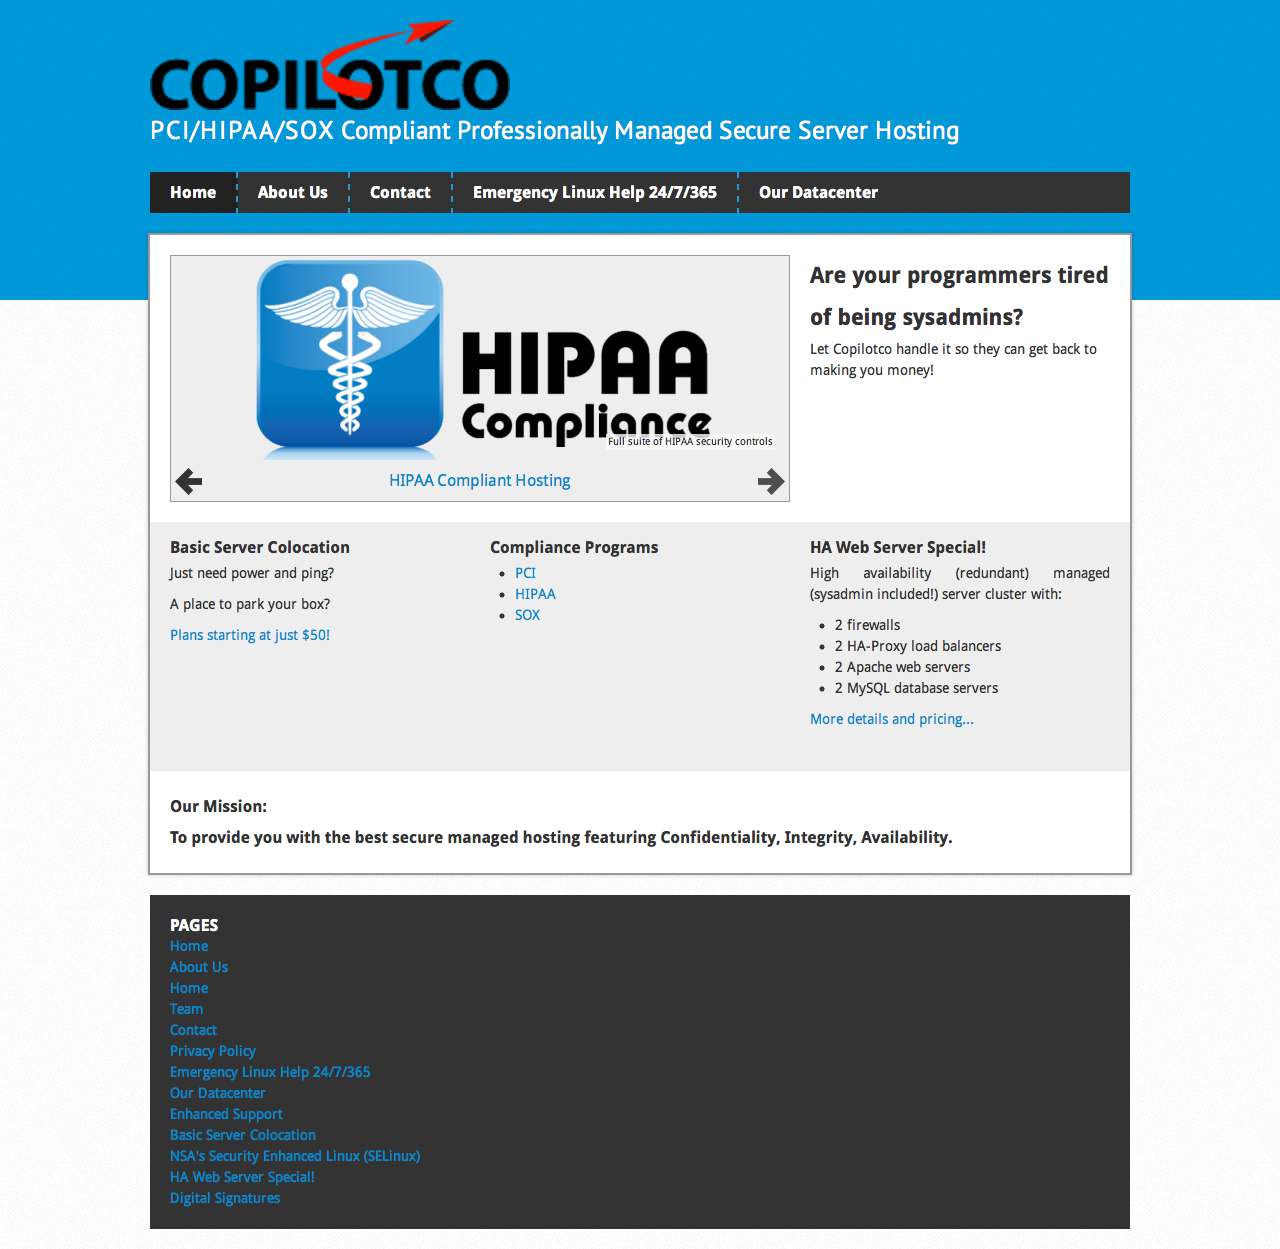 COPILOTCO
PCI/HIPAA/SOX Compliant Professionally Managed Secure Server Hosting
Home
About Us
Contact
Emergency Linux Help 24/7/365
Our Datacenter
HIPAA
Compliance
Full suite of HIPAA security controls
HIPAA Compliant Hosting
Are your programmers tired
of being sysadmins?
Let Copilotco handle it so they can get back to
making you money!
Basic Server Colocation
Just need power and ping?
A place to park your box?
Plans starting at just $50!
Compliance Programs
PCI
HIPAA
SOX
HA Web Server Special!
High availability (redundant) managed
(sysadmin included!) server cluster with:
2 firewalls
2 HA-Proxy load balancers
2 Apache web servers
2 MySQL database servers
More details and pricing...
Our Mission:
To provide you with the best secure managed hosting featuring Confidentiality, Integrity, Availability.
PAGES
Home
About Us
Home
Team
Contact
Privacy Policy
Emergency Linux Help 24/7/365
Our Datacenter
Enhanced Support
Basic Server Colocation
NSA's Security Enhanced Linux (SELinux)
HA Web Server Special!
Digital Signatures